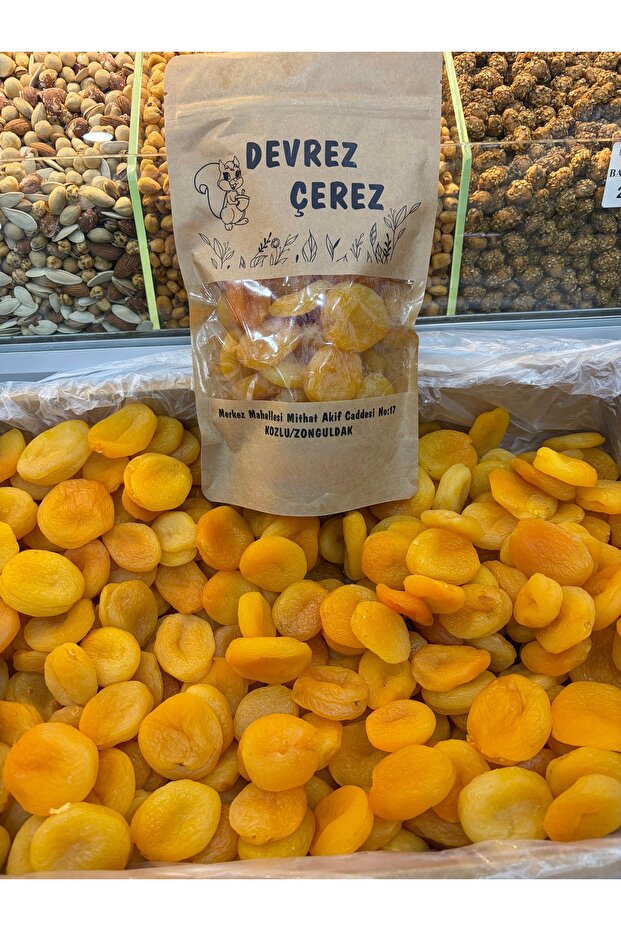 DEVREZ
ÇEREZ
Merkez Mahallesi Mithat Akif Caddesi No:17
KOZLU/ZONGULDAK